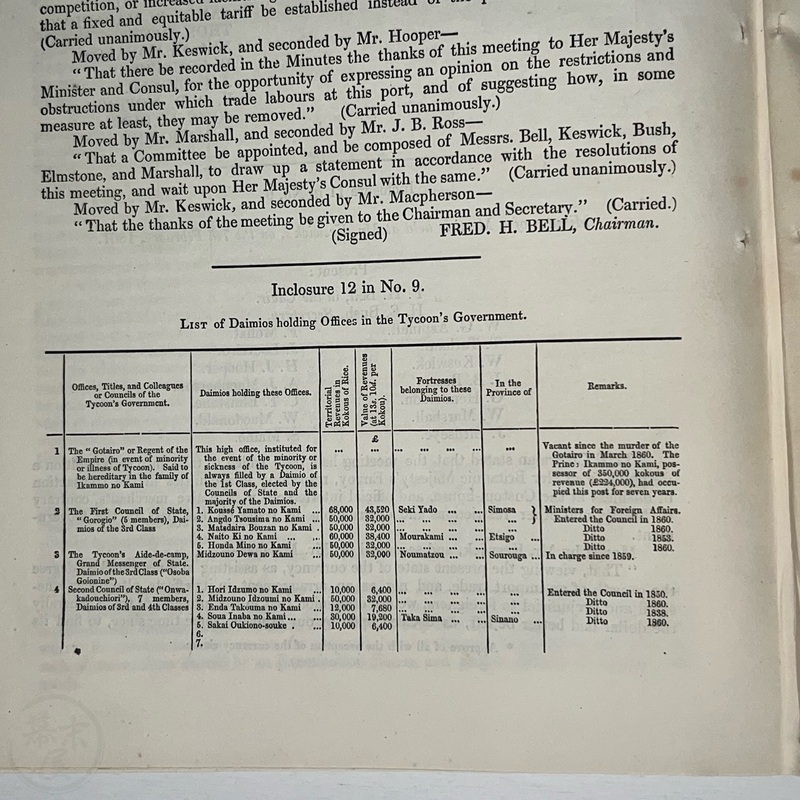 competition, or
that a fixed and equitable tariff be established instead of the
(Carried unanimously.)
Moved by Mr. Keswick, and seconded by Mr. Hooper—
“That there be recorded in the Minutes the thanks of this meeting to Her Majesty's
Minister and Consul, for the opportunity of expressing an opinion on the restrictions and
obstructions under which trade labours at this port, and of suggesting how, in some
measure at least, they may be removed.” (Carried unanimously.)
Moved by Mr. Marshall, and seconded by Mr. J. B. Ross—
“That a Committee be appointed, and be composed of Messrs. Bell, Keswick, Bush,
Elmstone, and Marshall, to draw up a statement in accordance with the resolutions of
this meeting, and wait upon Her Majesty's Consul with the same.” (Carried unanimously.)
Moved by Mr. Keswick, and seconded by Mr. Macpherson—
“That the thanks of the meeting be given to the Chairman and Secretary.” (Carried.)
(Signed) FRED. H. BELL, Chairman.
Inclosure 12 in No. 9.
LIST of Daimios holding Offices in the Tycoon's Government.
Offices, Titles, and Colleagues
or Councils of the
Tycoon's Government.
Daimios holding these Offices.
Territorial
Revenues in
Kokous of Rice.
Value of Revenues
(at 13s. 10d. per
Kokou).
Fortresses
belonging to these
Daimios.
In the
Province of
Remarks.
£
1 The “Gotairo” or Regent of the
Empire (in event of minority
or illness of Tycoon). Said to
be hereditary in the family of
Ikammo no Kami
This high office, instituted for
the event of the minority or
sickness of the Tycoon, is
always filled by a Daimio of
the 1st Class, elected by the
Councils of State and the
majority of the Daimios.
... ... ... ... ... ... ...
Vacant since the murder of the
Gotairo in March 1860. The
Prince Ikammo no Kami, pos-
sessor of 350,000 kokous of
revenue (£224,000), had occu-
pied this post for seven years.
2 The First Council of State,
“Gorogio” (5 members), Dai-
mios of the 3rd Class
1. Koussé Yamato no Kami ... 68,000 43,520 Seki Yado ... ... Simosa } Ministers for Foreign Affairs.
2. Angdo Tsousima no Kami ... 50,000 32,000 ... ... ... ... ... Entered the Council in 1860.
3. Matsdaira Bouzan no Kami . 50,000 32,000 ... ... ... ... ... Ditto 1860.
4. Naito Ki no Kami ... ... 60,000 38,400 Mourakami ... ... Etsigo ... Ditto 1853.
5. Honda Mino no Kami ... 50,000 32,000 ... ... ... ... ... Ditto 1860.
3 The Tycoon's Aide-de-camp,
Grand Messenger of State.
Daimio of the 3rd Class (“Osoba
Goionine”)
Midzouno Dewa no Kami ... 50,000 32,000 Noumatzou ... ... Sourouga ... In charge since 1859.
4 Second Council of State (“Onwa-
kadouchiori”), 7 members,
Daimios of 3rd and 4th Classes
1. Hori Idzumo no Kami ... 10,000 6,400 ... ... ... ... ... Entered the Council in 1850.
2. Midzouno Idzoumi no Kami . 50,000 32,000 ... ... ... ... ... Ditto 1860.
3. Enda Takouma no Kami ... 12,000 7,680 ... ... ... ... ... Ditto 1838.
4. Soua Inaba no Kami ... ... 30,000 19,200 Taka Sima ... ... Sinano ... Ditto 1860.
5. Sakai Oukiono-souke . ... 10,000 6,400
6.
7.
幕末屋